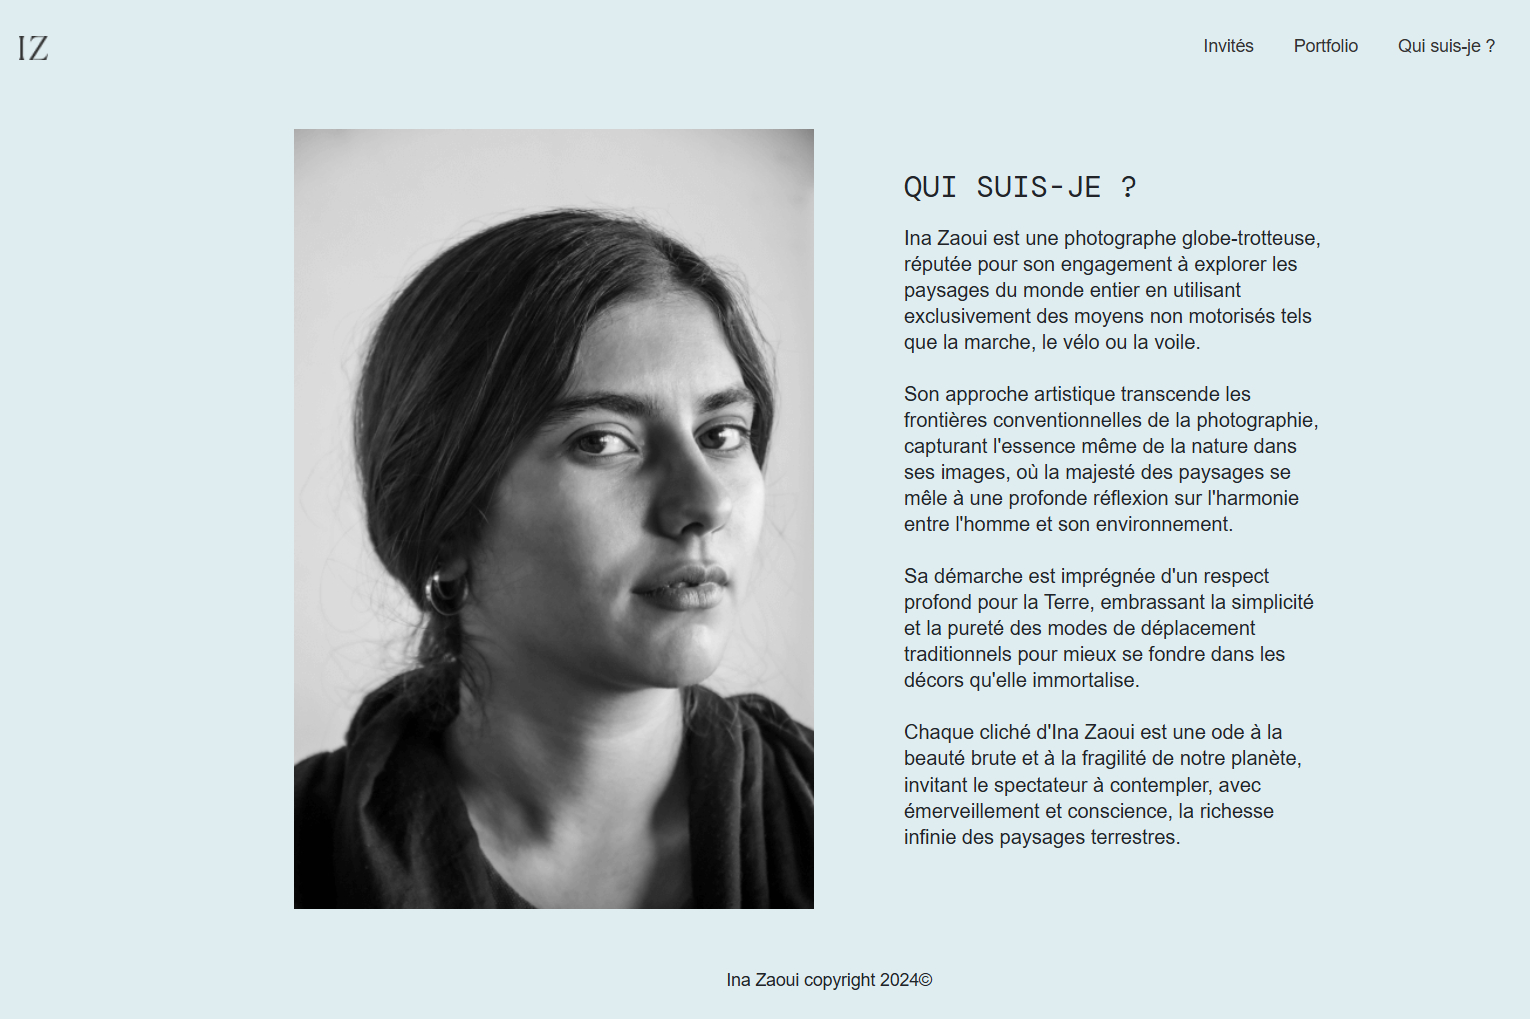 IZ
Invités
Portfolio
Qui suis-je ?
QUI SUIS-JE ?
Ina Zaoui est une photographe globe-trotteuse,
réputée pour son engagement à explorer les
paysages du monde entier en utilisant
exclusivement des moyens non motorisés tels
que la marche, le vélo ou la voile.
Son approche artistique transcende les
frontières conventionnelles de la photographie,
capturant l'essence même de la nature dans
ses images, où la majesté des paysages se
mêle à une profonde réflexion sur l'harmonie
entre l'homme et son environnement.
Sa démarche est imprégnée d'un respect
profond pour la Terre, embrassant la simplicité
et la pureté des modes de déplacement
traditionnels pour mieux se fondre dans les
décors qu'elle immortalise.
Chaque cliché d'Ina Zaoui est une ode à la
beauté brute et à la fragilité de notre planète,
invitant le spectateur à contempler, avec
émerveillement et conscience, la richesse
infinie des paysages terrestres.
Ina Zaoui copyright 2024©